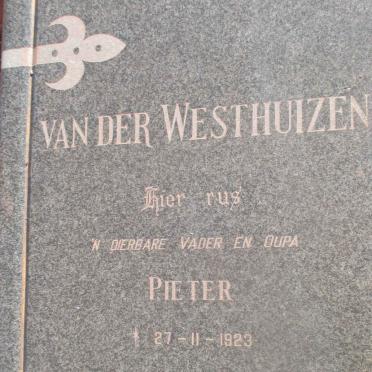 VAN DER WESTHUIZEN
Hier rus
'N DIERBARE VADER EN OUPA
PIETER
27-11-1923